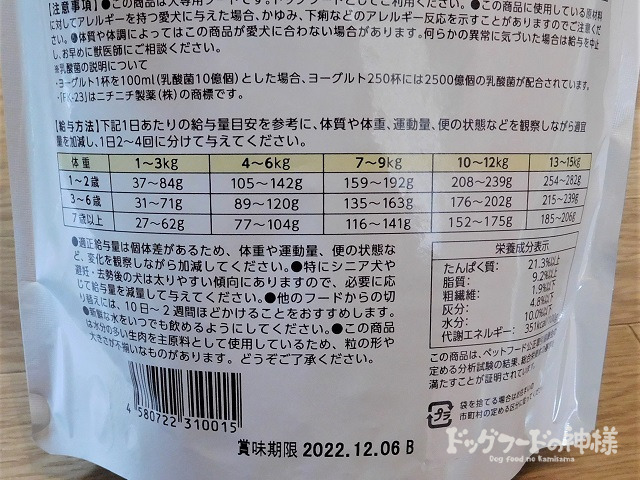 【注意事項】●この商品は犬専用フードです。ドッグフードとしてご利用ください。●この商品に使用している原材料
に対してアレルギーを持つ愛犬に与えた場合、かゆみ、下痢などのアレルギー反応を示すことがありますのでご注意くだ
さい。●体質や体調によってはこの商品が愛犬に合わない場合があります。何らかの異常に気づいた場合は給与を中止
し、お早めに獣医師にご相談ください。
※乳酸菌の説明について
・ヨーグルト1杯を100ml(乳酸菌10億個)とした場合、ヨーグルト250杯には2500億個の乳酸菌が配合されています。
・「FK-23」はニチニチ製薬(株)の商標です。
【給与方法】下記1日あたりの給与量目安を参考に、体質や体重、運動量、便の状態などを観察しながら適宜
量を加減し、1日2〜4回に分けて与えてください。
体重 1〜3kg 4〜6kg 7〜9kg 10〜12kg 13〜15kg
1〜2歳 37〜84g 105〜142g 159〜192g 208〜239g 254〜282g
3〜6歳 31〜71g 89〜120g 135〜163g 176〜202g 215〜239g
7歳以上 27〜62g 77〜104g 116〜141g 152〜175g 185〜206g
●適正給与量は個体差があるため、体重や運動量、便の状態な
ど、変化を観察しながら加減してください。●特にシニア犬や
避妊・去勢後の犬は太りやすい傾向にありますので、必要に応
じて給与量を減量して与えてください。●他のフードからの切
り替えには、10日〜2週間ほどかけることをおすすめします。
●新鮮な水をいつでも飲めるようにしてください。●この商品
は水分の多い生肉を主原料として使用しているため、粒の形や
大きさが不揃いなものがあります。どうぞご了承ください。
栄養成分表示
たんぱく質: 21.3%以上
脂質: 9.2%以上
粗繊維: 1.9%以下
灰分: 4.8%以下
水分: 10.0%以下
代謝エネルギー: 351kcal
この商品は、ペットフード公正取引
定める分析試験の結果、総合栄養食の
満たすことが証明されています。
袋を捨てる場合は
市町村の定める区分に
4 580722 310015
賞味期限 2022.12.06 B
ドッグフードの神様
Dog food no Kamisama